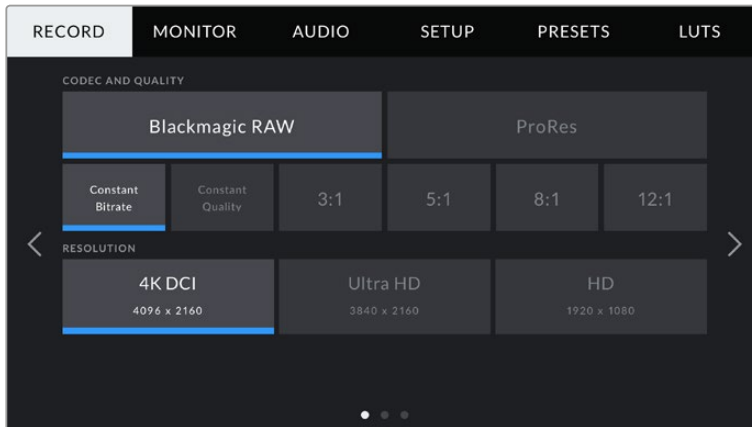 RECORD MONITOR AUDIO SETUP PRESETS LUTS
CODEC AND QUALITY
Blackmagic RAW ProRes
Constant Bitrate Constant Quality 3:1 5:1 8:1 12:1
RESOLUTION
4K DCI Ultra HD HD
4096 x 2160 3840 x 2160 1920 x 1080